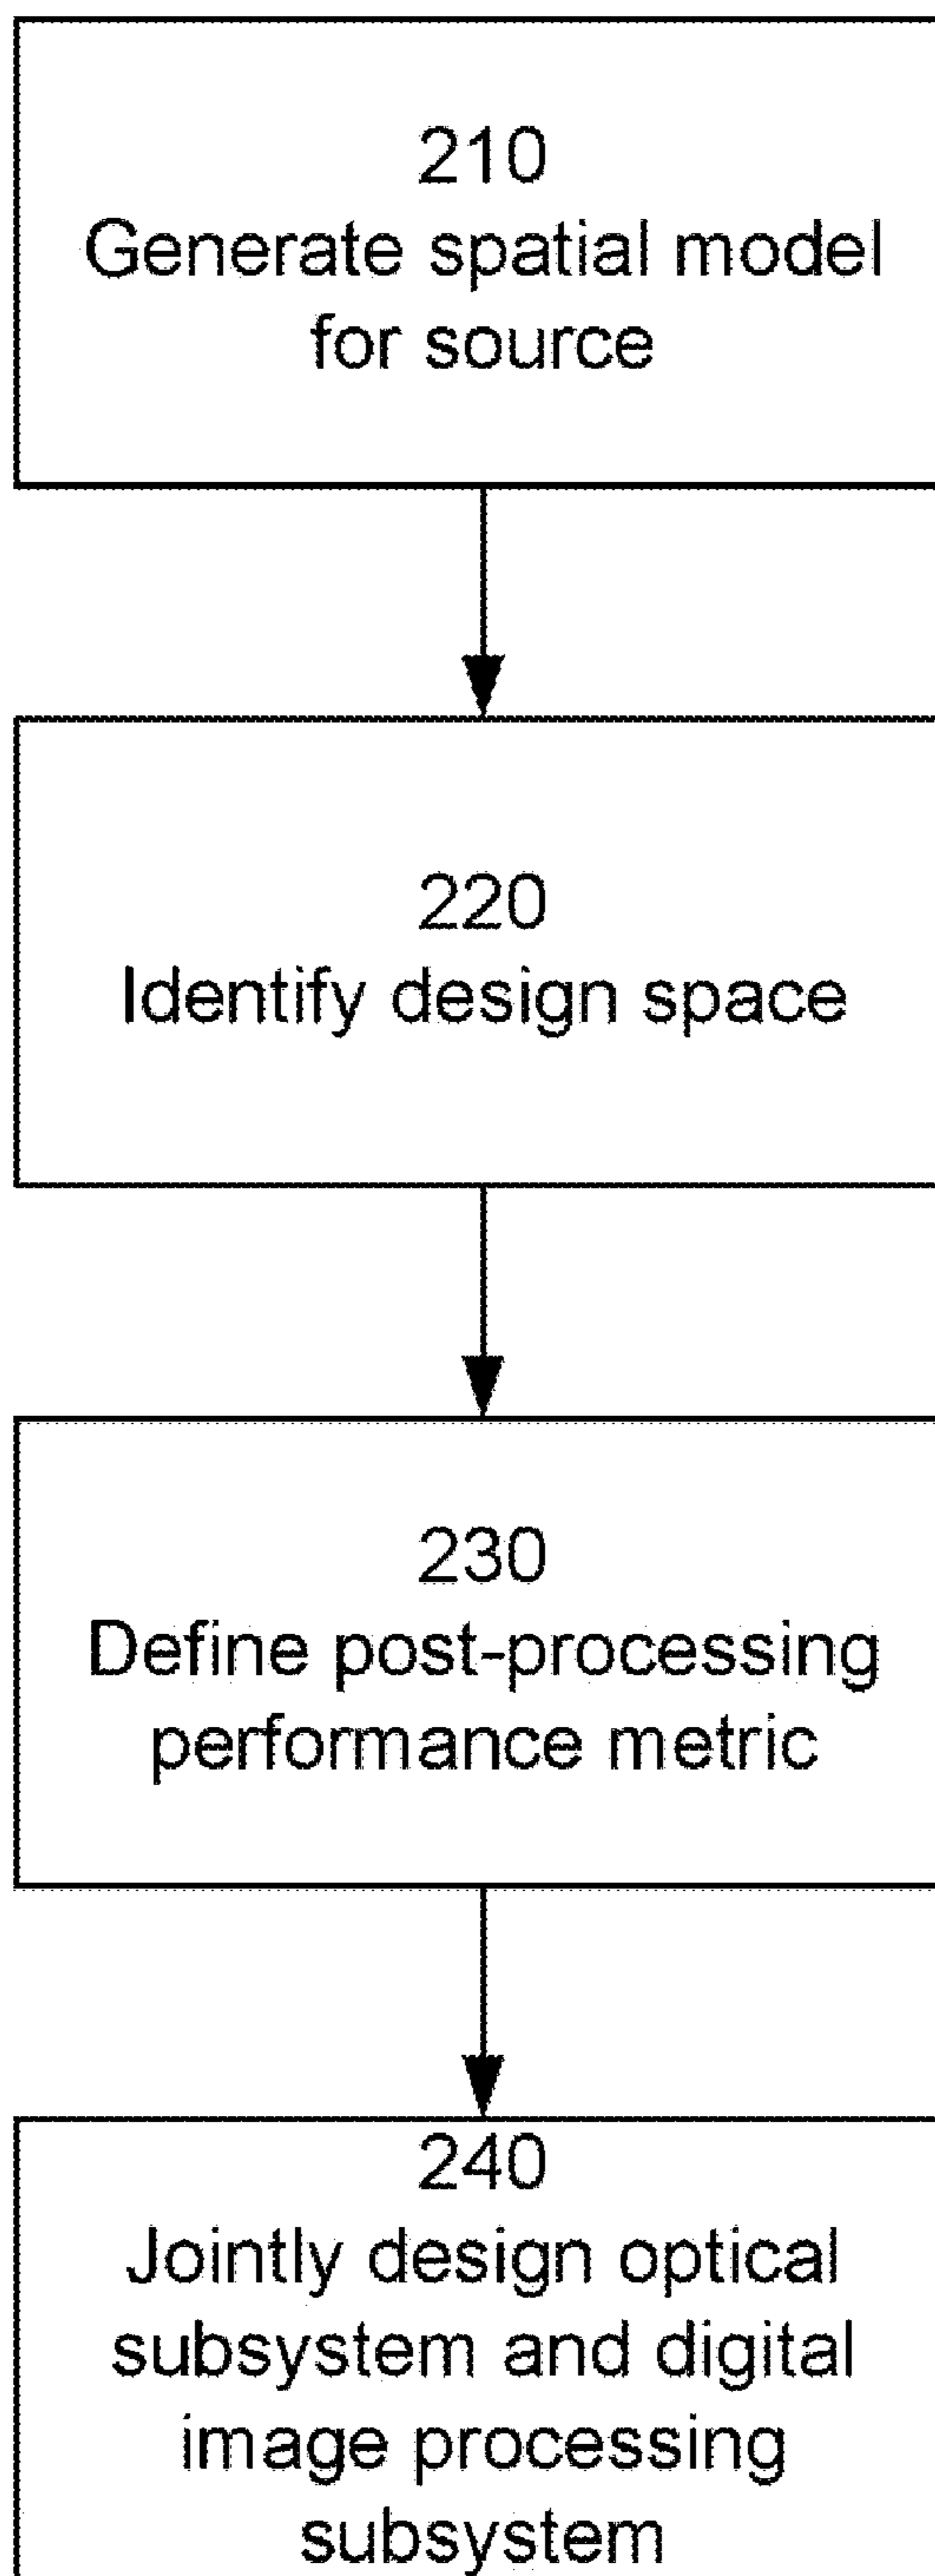 210
Generate spatial model
for source
220
Identify design space
230
Define post-processing
performance metric
240
Jointly design optical
subsystem and digital
image processing
subsystem